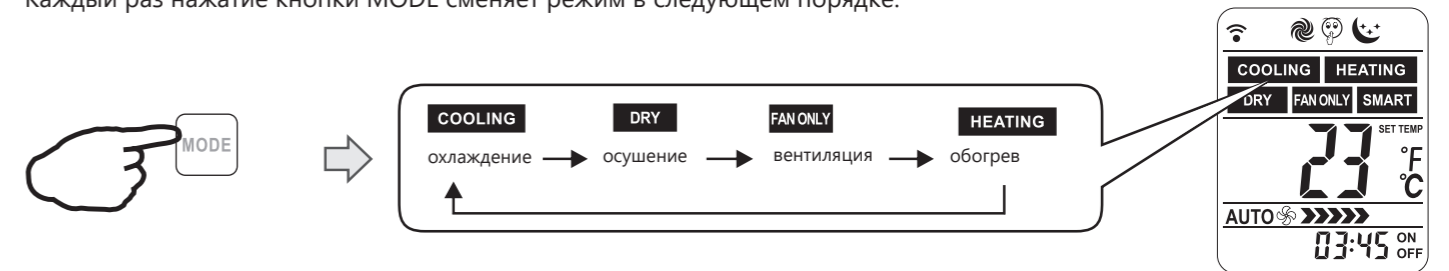 Каждый раз нажатие кнопки MODE сменяет режим в следующем порядке:
MODE
COOLING DRY FAN ONLY HEATING
охлаждение осушение вентиляция обогрев
COOLING HEATING
DRY FAN ONLY SMART
SET TEMP
23 °F
°C
AUTO
03:45 ON
OFF